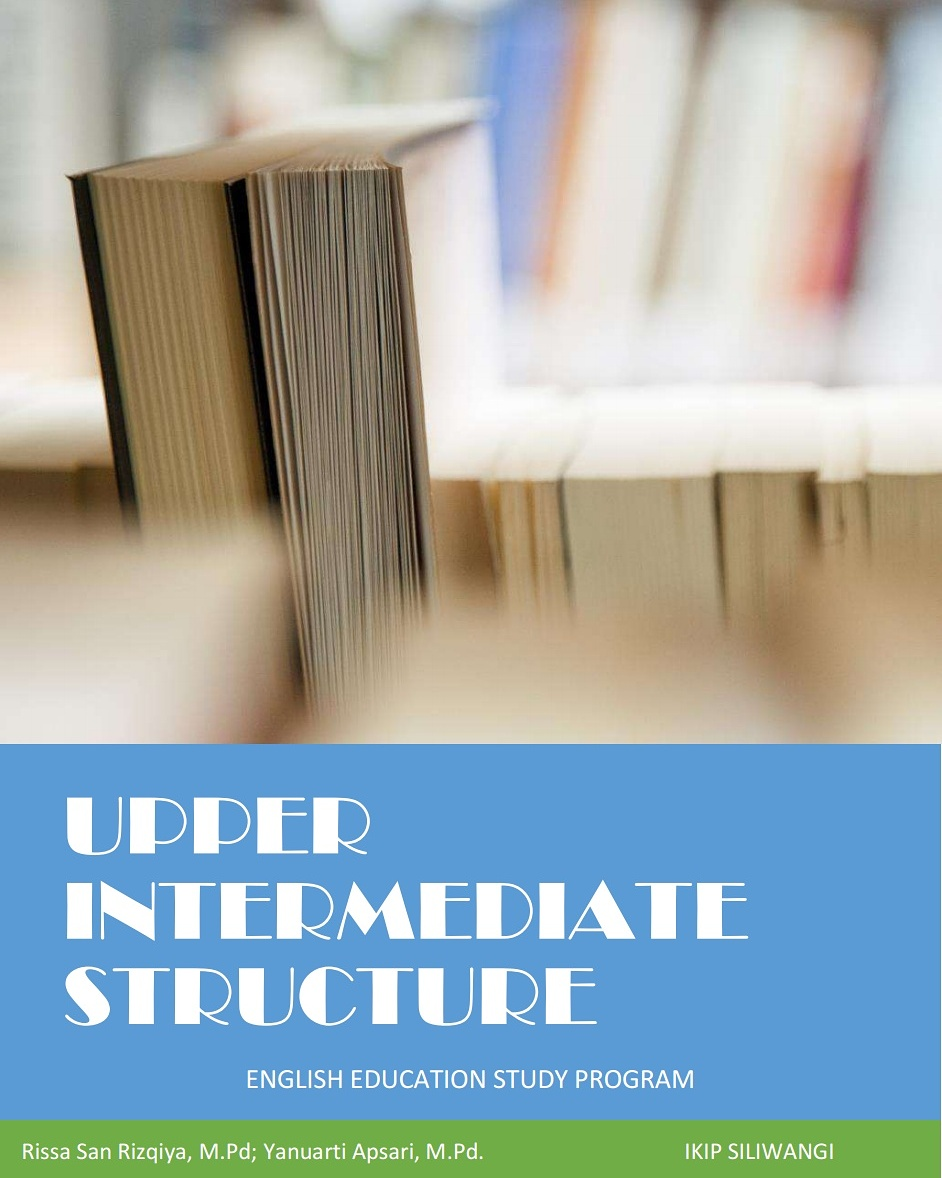 UPPER
INTERMEDIATE
STRUCTURE
ENGLISH EDUCATION STUDY PROGRAM
Rissa San Rizqiya, M.Pd; Yanuarti Apsari, M.Pd. IKIP SILIWANGI